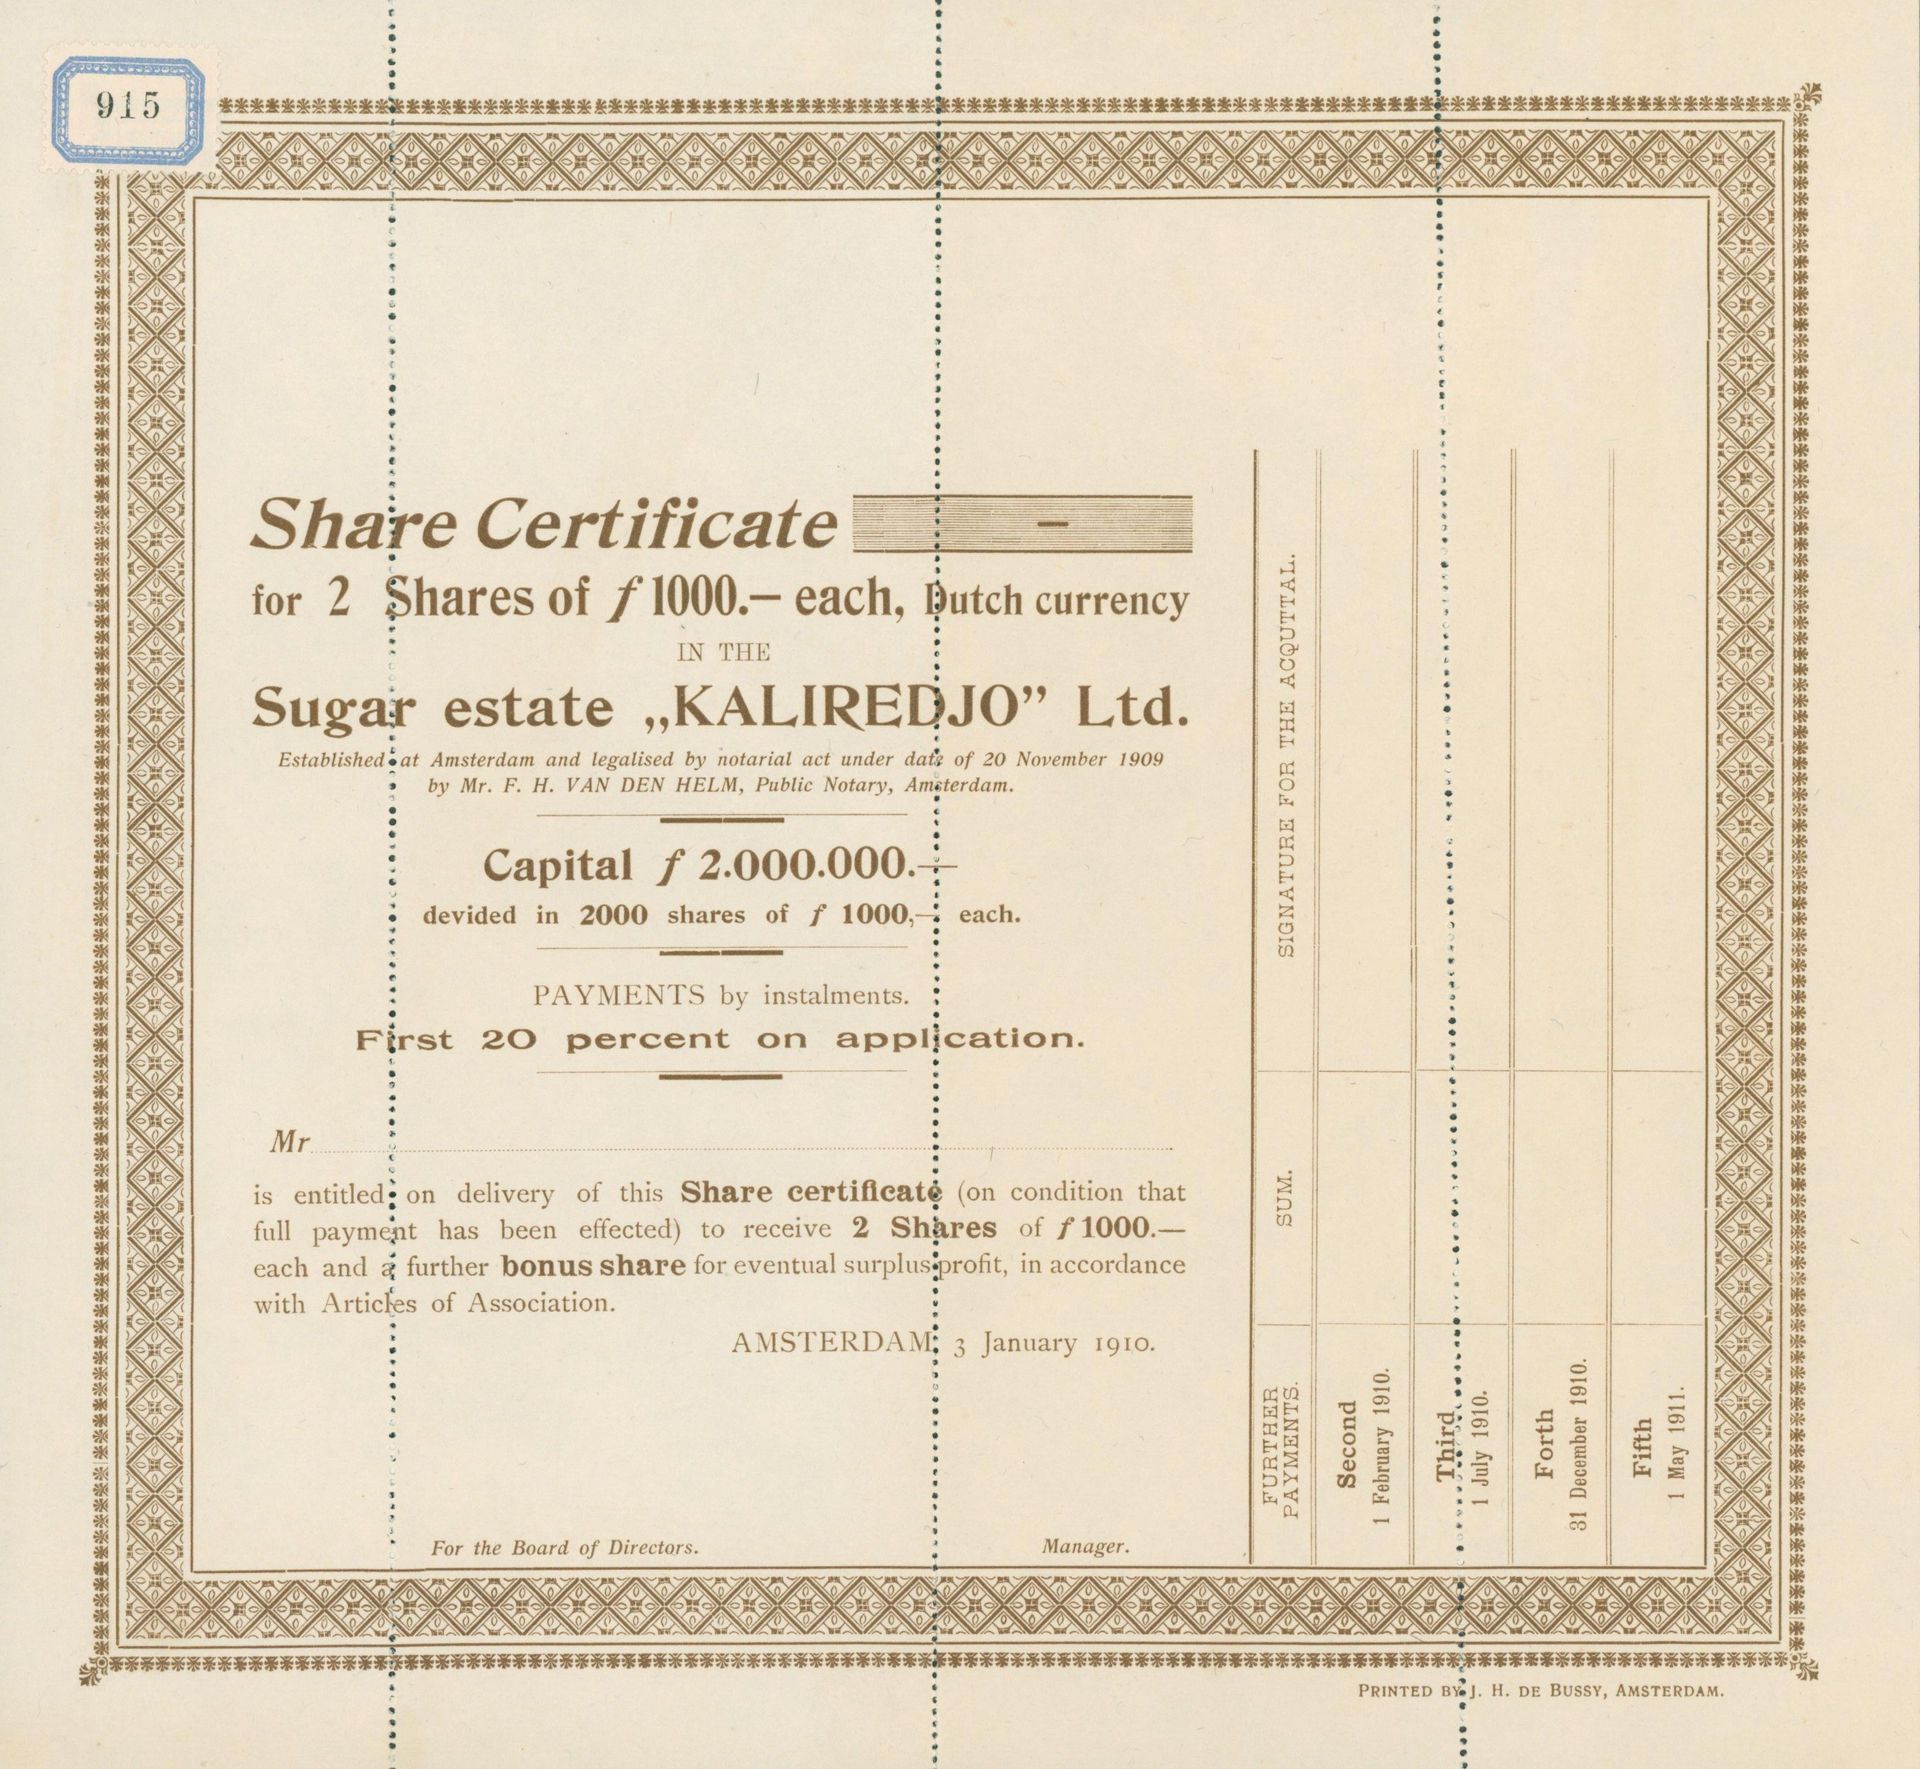 915
Share Certificate –
for 2 Shares of ƒ 1000.— each, Dutch currency
IN THE
Sugar estate „KALIREDJO” Ltd.
Established at Amsterdam and legalised by notarial act under date of 20 November 1909
by Mr. F. H. VAN DEN HELM, Public Notary, Amsterdam.
Capital ƒ 2.000.000.—
devided in 2000 shares of ƒ 1000,— each.
PAYMENTS by instalments.
First 20 percent on application.
Mr
is entitled on delivery of this Share certificate (on condition that
full payment has been effected) to receive 2 Shares of ƒ 1000.—
each and a further bonus share for eventual surplus profit, in accordance
with Articles of Association.
AMSTERDAM, 3 January 1910.
For the Board of Directors.
Manager.
FURTHER
PAYMENTS.
SUM.
SIGNATURE FOR THE ACQUTTAL.
Second
1 February 1910.
Third
1 July 1910.
Forth
31 December 1910.
Fifth
1 May 1911.
PRINTED BY J. H. DE BUSSY, AMSTERDAM.